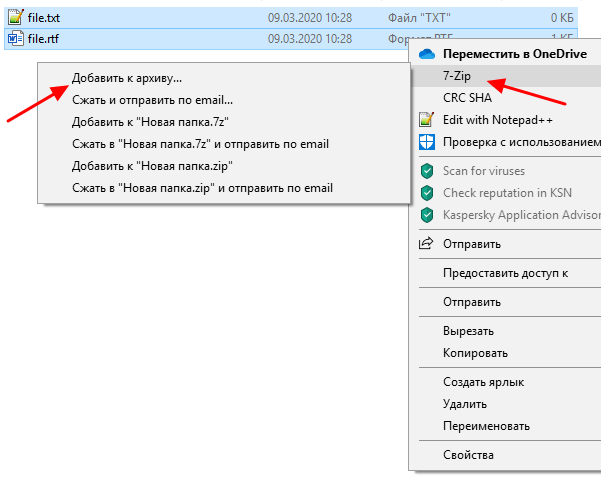 file.txt 09.03.2020 10:28 Файл "TXT" 0 КБ
file.rtf 09.03.2020 10:28 Формат RTF 1 КБ
Добавить к архиву...
Сжать и отправить по email...
Добавить к "Новая папка.7z"
Сжать в "Новая папка.7z" и отправить по email
Добавить к "Новая папка.zip"
Сжать в "Новая папка.zip" и отправить по email
Переместить в OneDrive
7-Zip
CRC SHA
Edit with Notepad++
Проверка с использованием
Scan for viruses
Check reputation in KSN
Kaspersky Application Advisor
Отправить
Предоставить доступ к
Отправить
Вырезать
Копировать
Создать ярлык
Удалить
Переименовать
Свойства